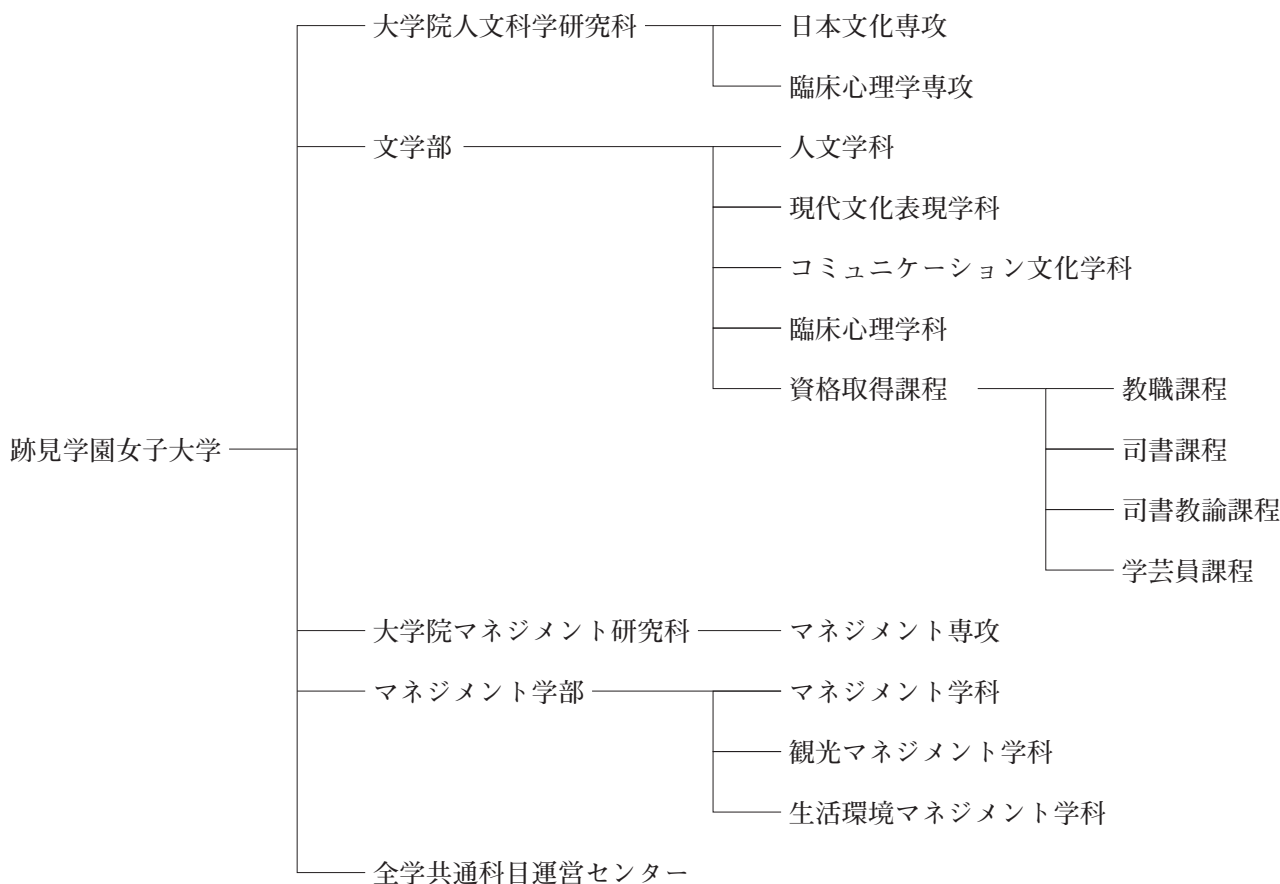 大学院人文科学研究科
日本文化専攻
臨床心理学専攻
文学部
人文学科
現代文化表現学科
コミュニケーション文化学科
臨床心理学科
資格取得課程
教職課程
跡見学園女子大学
司書課程
司書教諭課程
学芸員課程
大学院マネジメント研究科
マネジメント専攻
マネジメント学部
マネジメント学科
観光マネジメント学科
生活環境マネジメント学科
全学共通科目運営センター